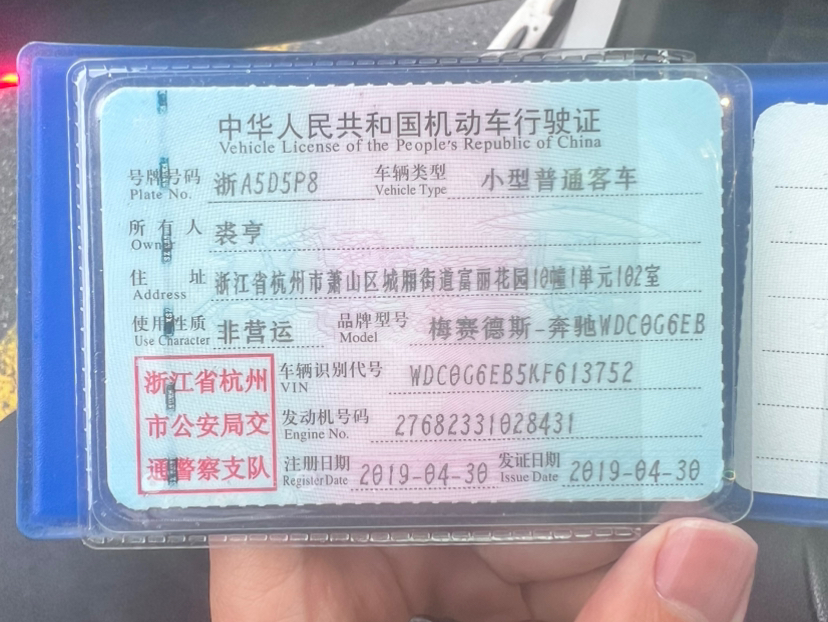 中华人民共和国机动车行驶证
Vehicle License of the People's Republic of China
号牌号码 浙A5D5P8 车辆类型 小型普通客车
Plate No. Vehicle Type
所有人 裘亨
Owner
住址 浙江省杭州市萧山区城厢街道富丽花园10幢1单元102室
Address
使用性质 非营运 品牌型号 梅赛德斯-奔驰WDC0G6EB
Use Character Model
浙江省杭州 车辆识别代号 WDC0G6EB5KF613752
VIN
市公安局交 发动机号码 27682331028431
Engine No.
通警察支队 注册日期 2019-04-30 发证日期 2019-04-30
Register Date Issue Date